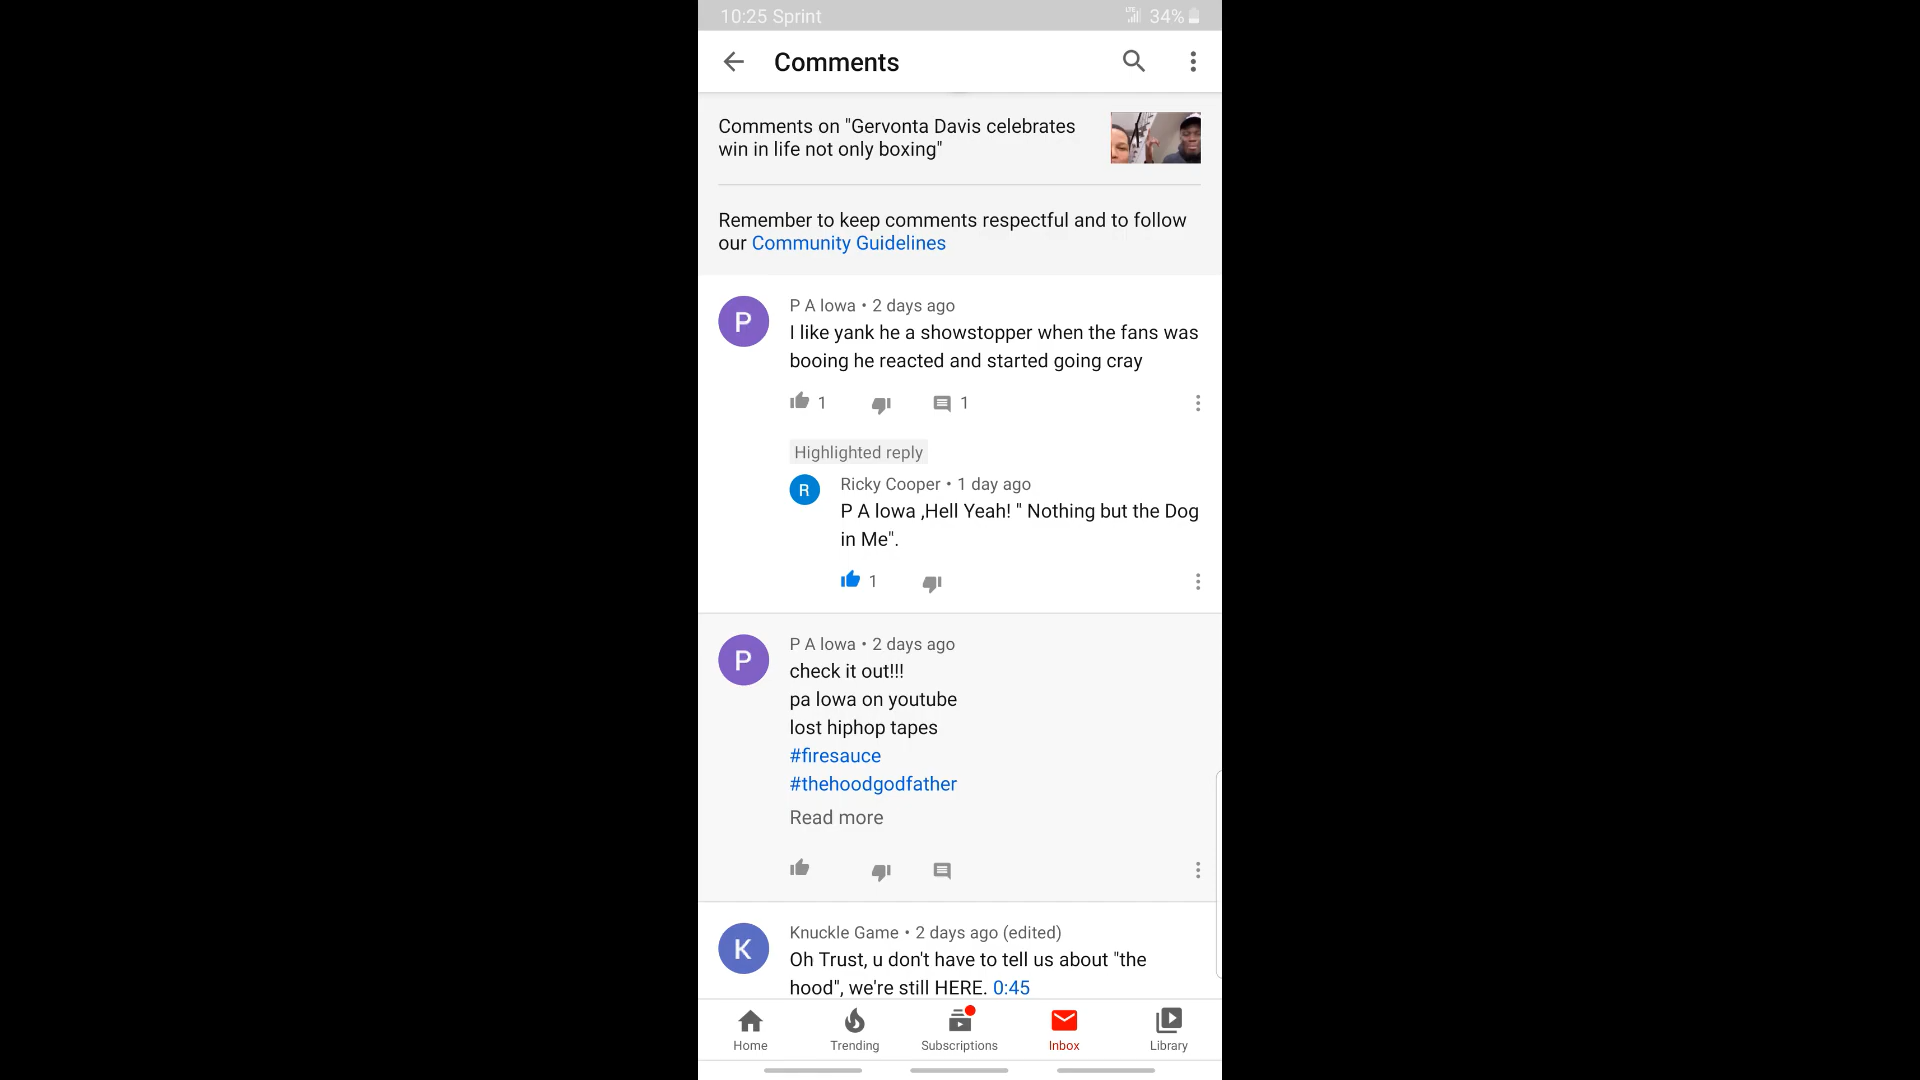 10:25 Sprint
LTE 34%
Comments
Comments on "Gervonta Davis celebrates
win in life not only boxing"
Remember to keep comments respectful and to follow
our Community Guidelines
P
P A lowa • 2 days ago
I like yank he a showstopper when the fans was
booing he reacted and started going cray
1 1
Highlighted reply
R
Ricky Cooper • 1 day ago
P A lowa ,Hell Yeah! " Nothing but the Dog
in Me".
1
P
P A lowa • 2 days ago
check it out!!!
pa lowa on youtube
lost hiphop tapes
#firesauce
#thehoodgodfather
Read more
K
Knuckle Game • 2 days ago (edited)
Oh Trust, u don't have to tell us about "the
hood", we're still HERE. 0:45
Home Trending Subscriptions Inbox Library